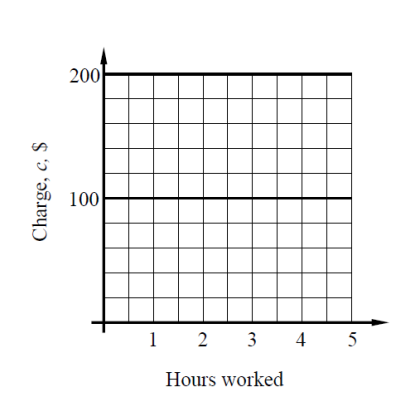 200
100
Charge, c, $
1 2 3 4 5
Hours worked